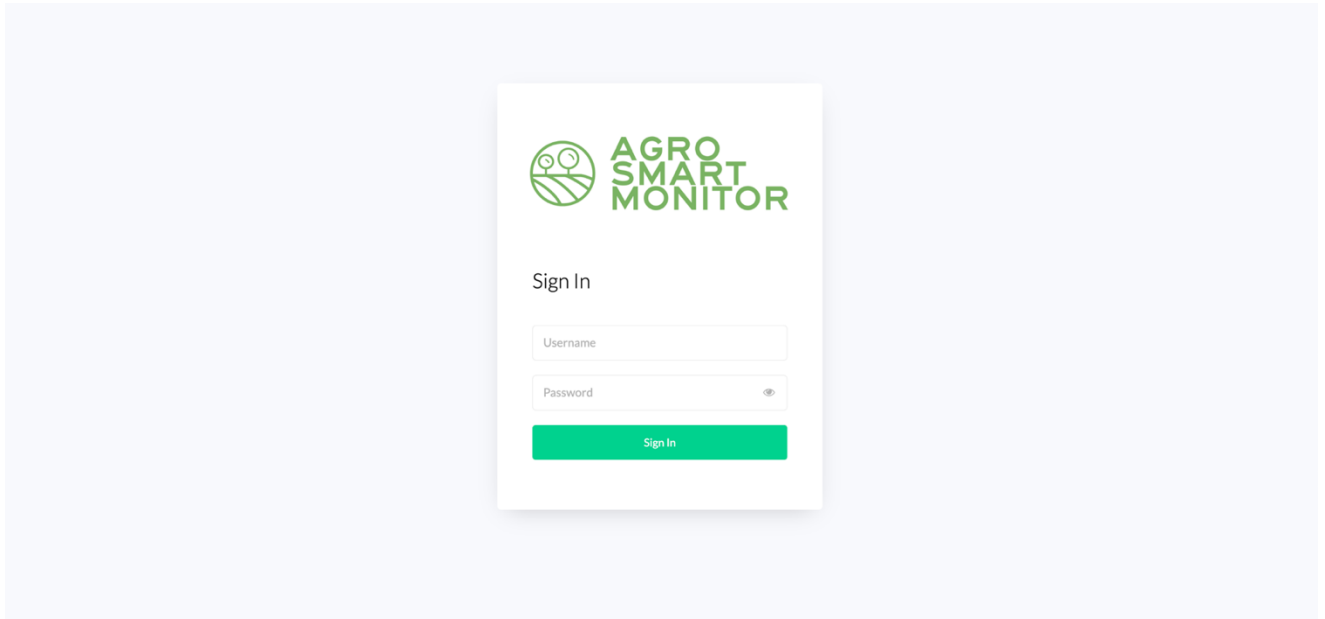 AGRO
SMART
MONITOR
Sign In
Username
Password
Sign In